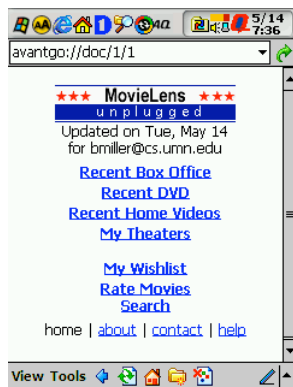 5/14
7:36
avantgo://doc/1/1
★★★ MovieLens ★★★
unplugged
Updated on Tue, May 14
for bmiller@cs.umn.edu
Recent Box Office
Recent DVD
Recent Home Videos
My Theaters
My Wishlist
Rate Movies
Search
home | about | contact | help
View Tools